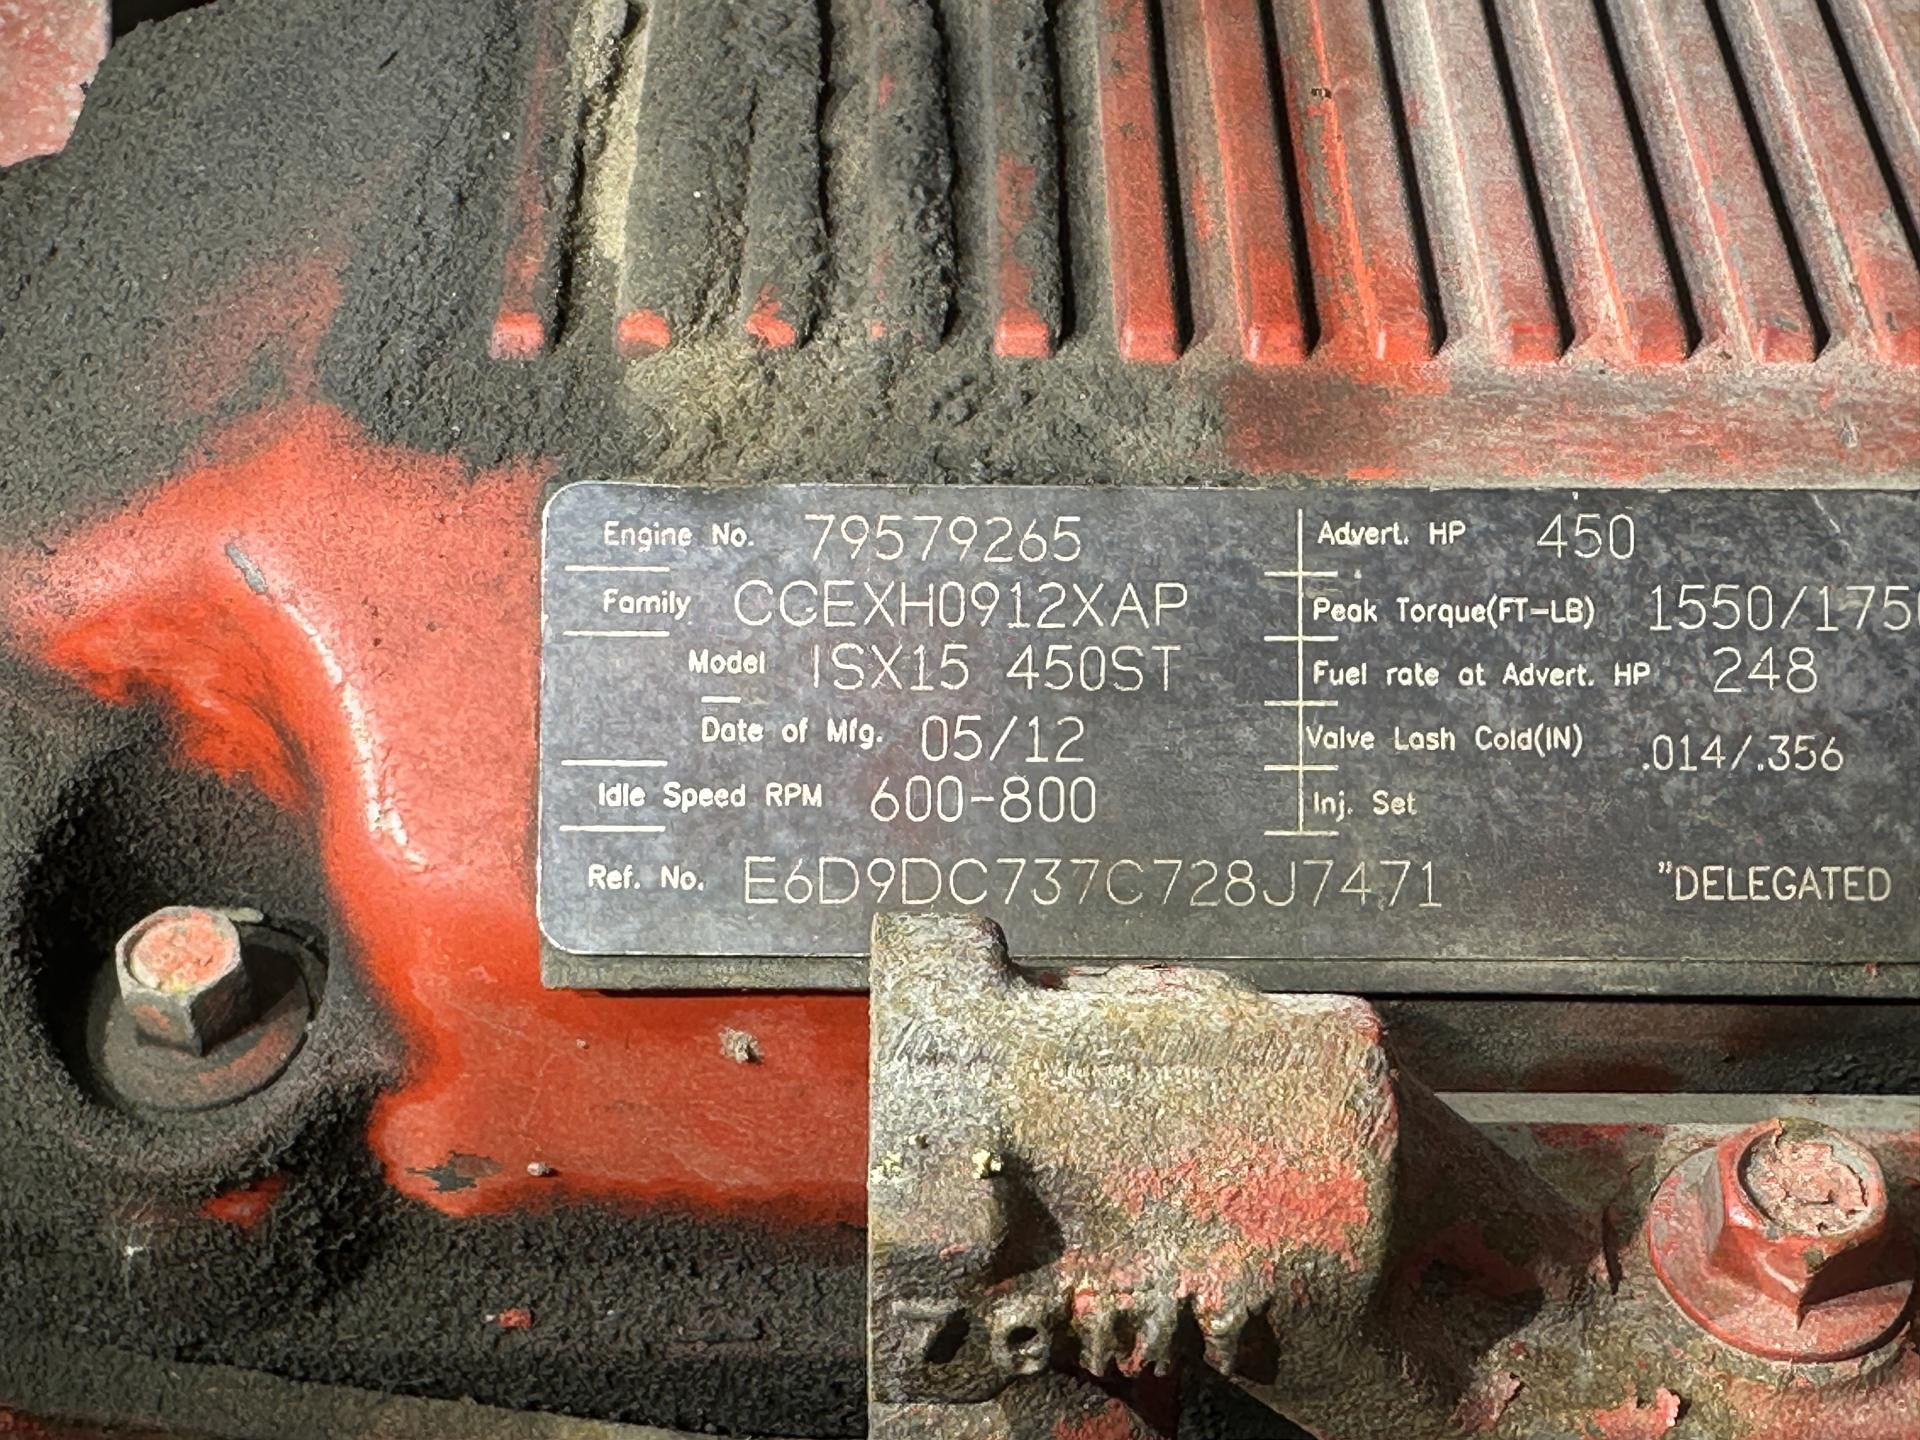 Engine No. 79579265
Family CCEXH0912XAP
Model ISX15 450ST
Date of Mfg. 05/12
Idle Speed RPM 600-800
Ref. No. E6D9DC737C728J7471
Advert. HP 450
Peak Torque(FT-LB) 1550/175
Fuel rate at Advert. HP 248
Valve Lash Cold(IN) .014/.356
Inj. Set
"DELEGATED